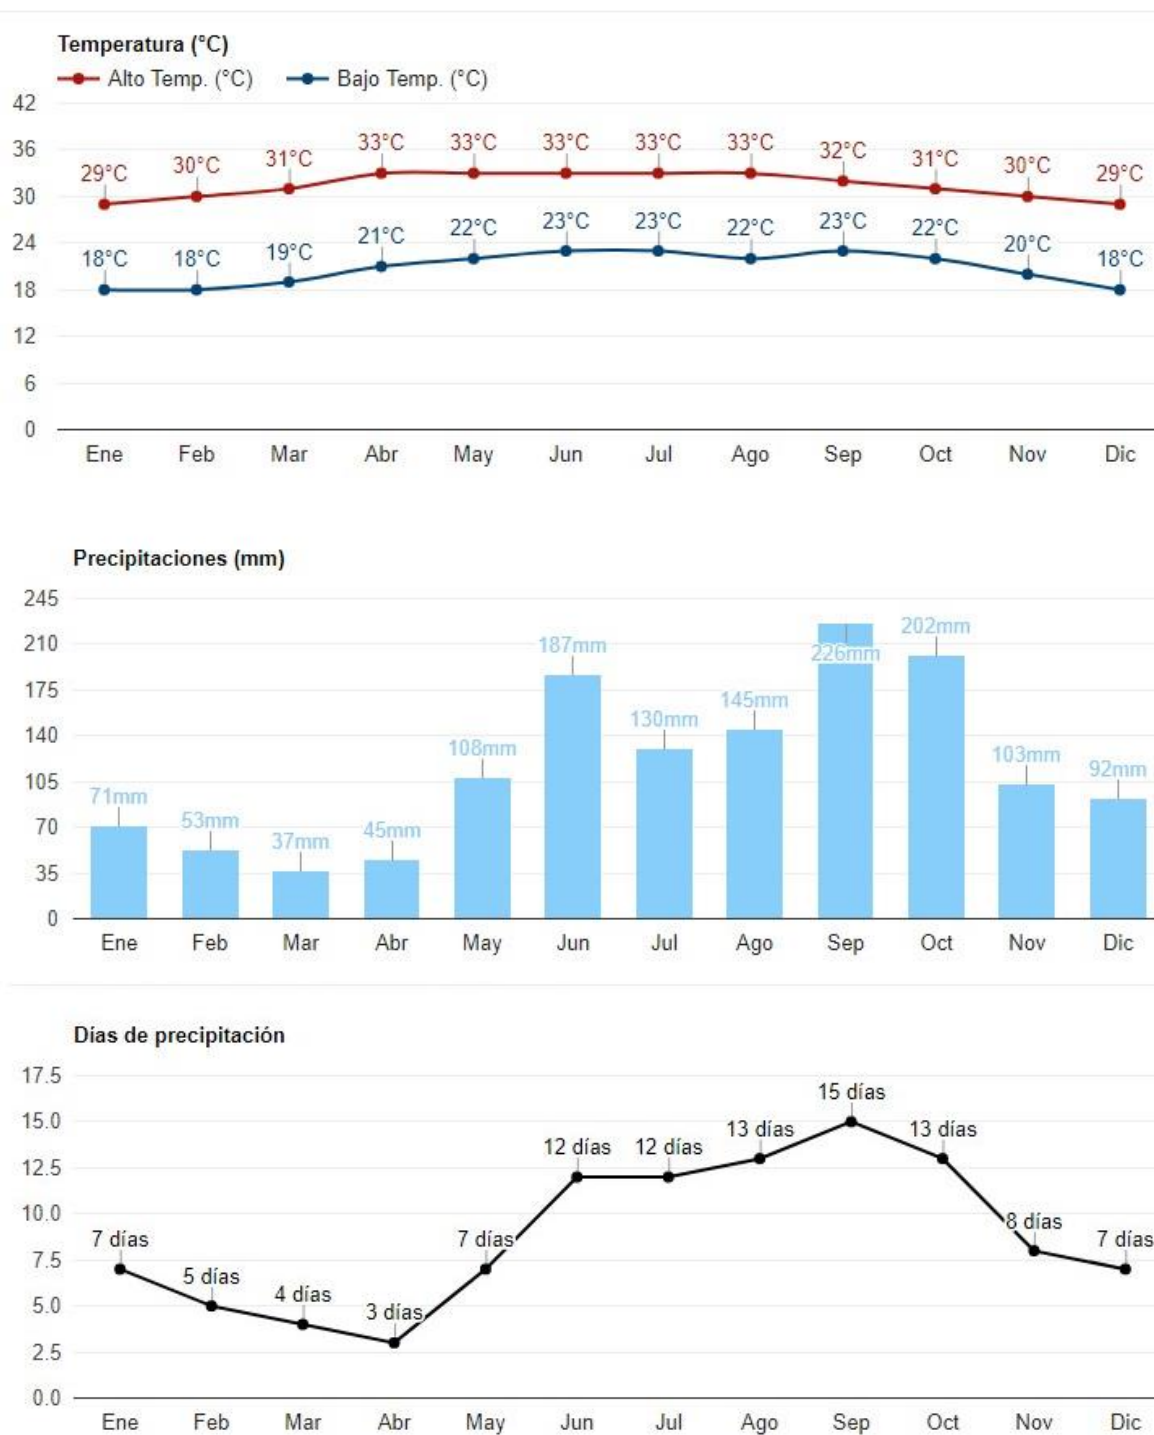 Temperatura (°C)
Alto Temp. (°C) Bajo Temp. (°C)
42
36
30
24
18
12
6
0
29°C 30°C 31°C 33°C 33°C 33°C 33°C 33°C 32°C 31°C 30°C 29°C
18°C 18°C 19°C 21°C 22°C 23°C 23°C 22°C 23°C 22°C 20°C 18°C
Ene Feb Mar Abr May Jun Jul Ago Sep Oct Nov Dic
Precipitaciones (mm)
245
210
175
140
105
70
35
0
71mm 53mm 37mm 45mm 108mm 187mm 130mm 145mm 226mm 202mm 103mm 92mm
Ene Feb Mar Abr May Jun Jul Ago Sep Oct Nov Dic
Días de precipitación
17.5
15.0
12.5
10.0
7.5
5.0
2.5
0.0
7 días 5 días 4 días 3 días 7 días 12 días 12 días 13 días 15 días 13 días 8 días 7 días
Ene Feb Mar Abr May Jun Jul Ago Sep Oct Nov Dic